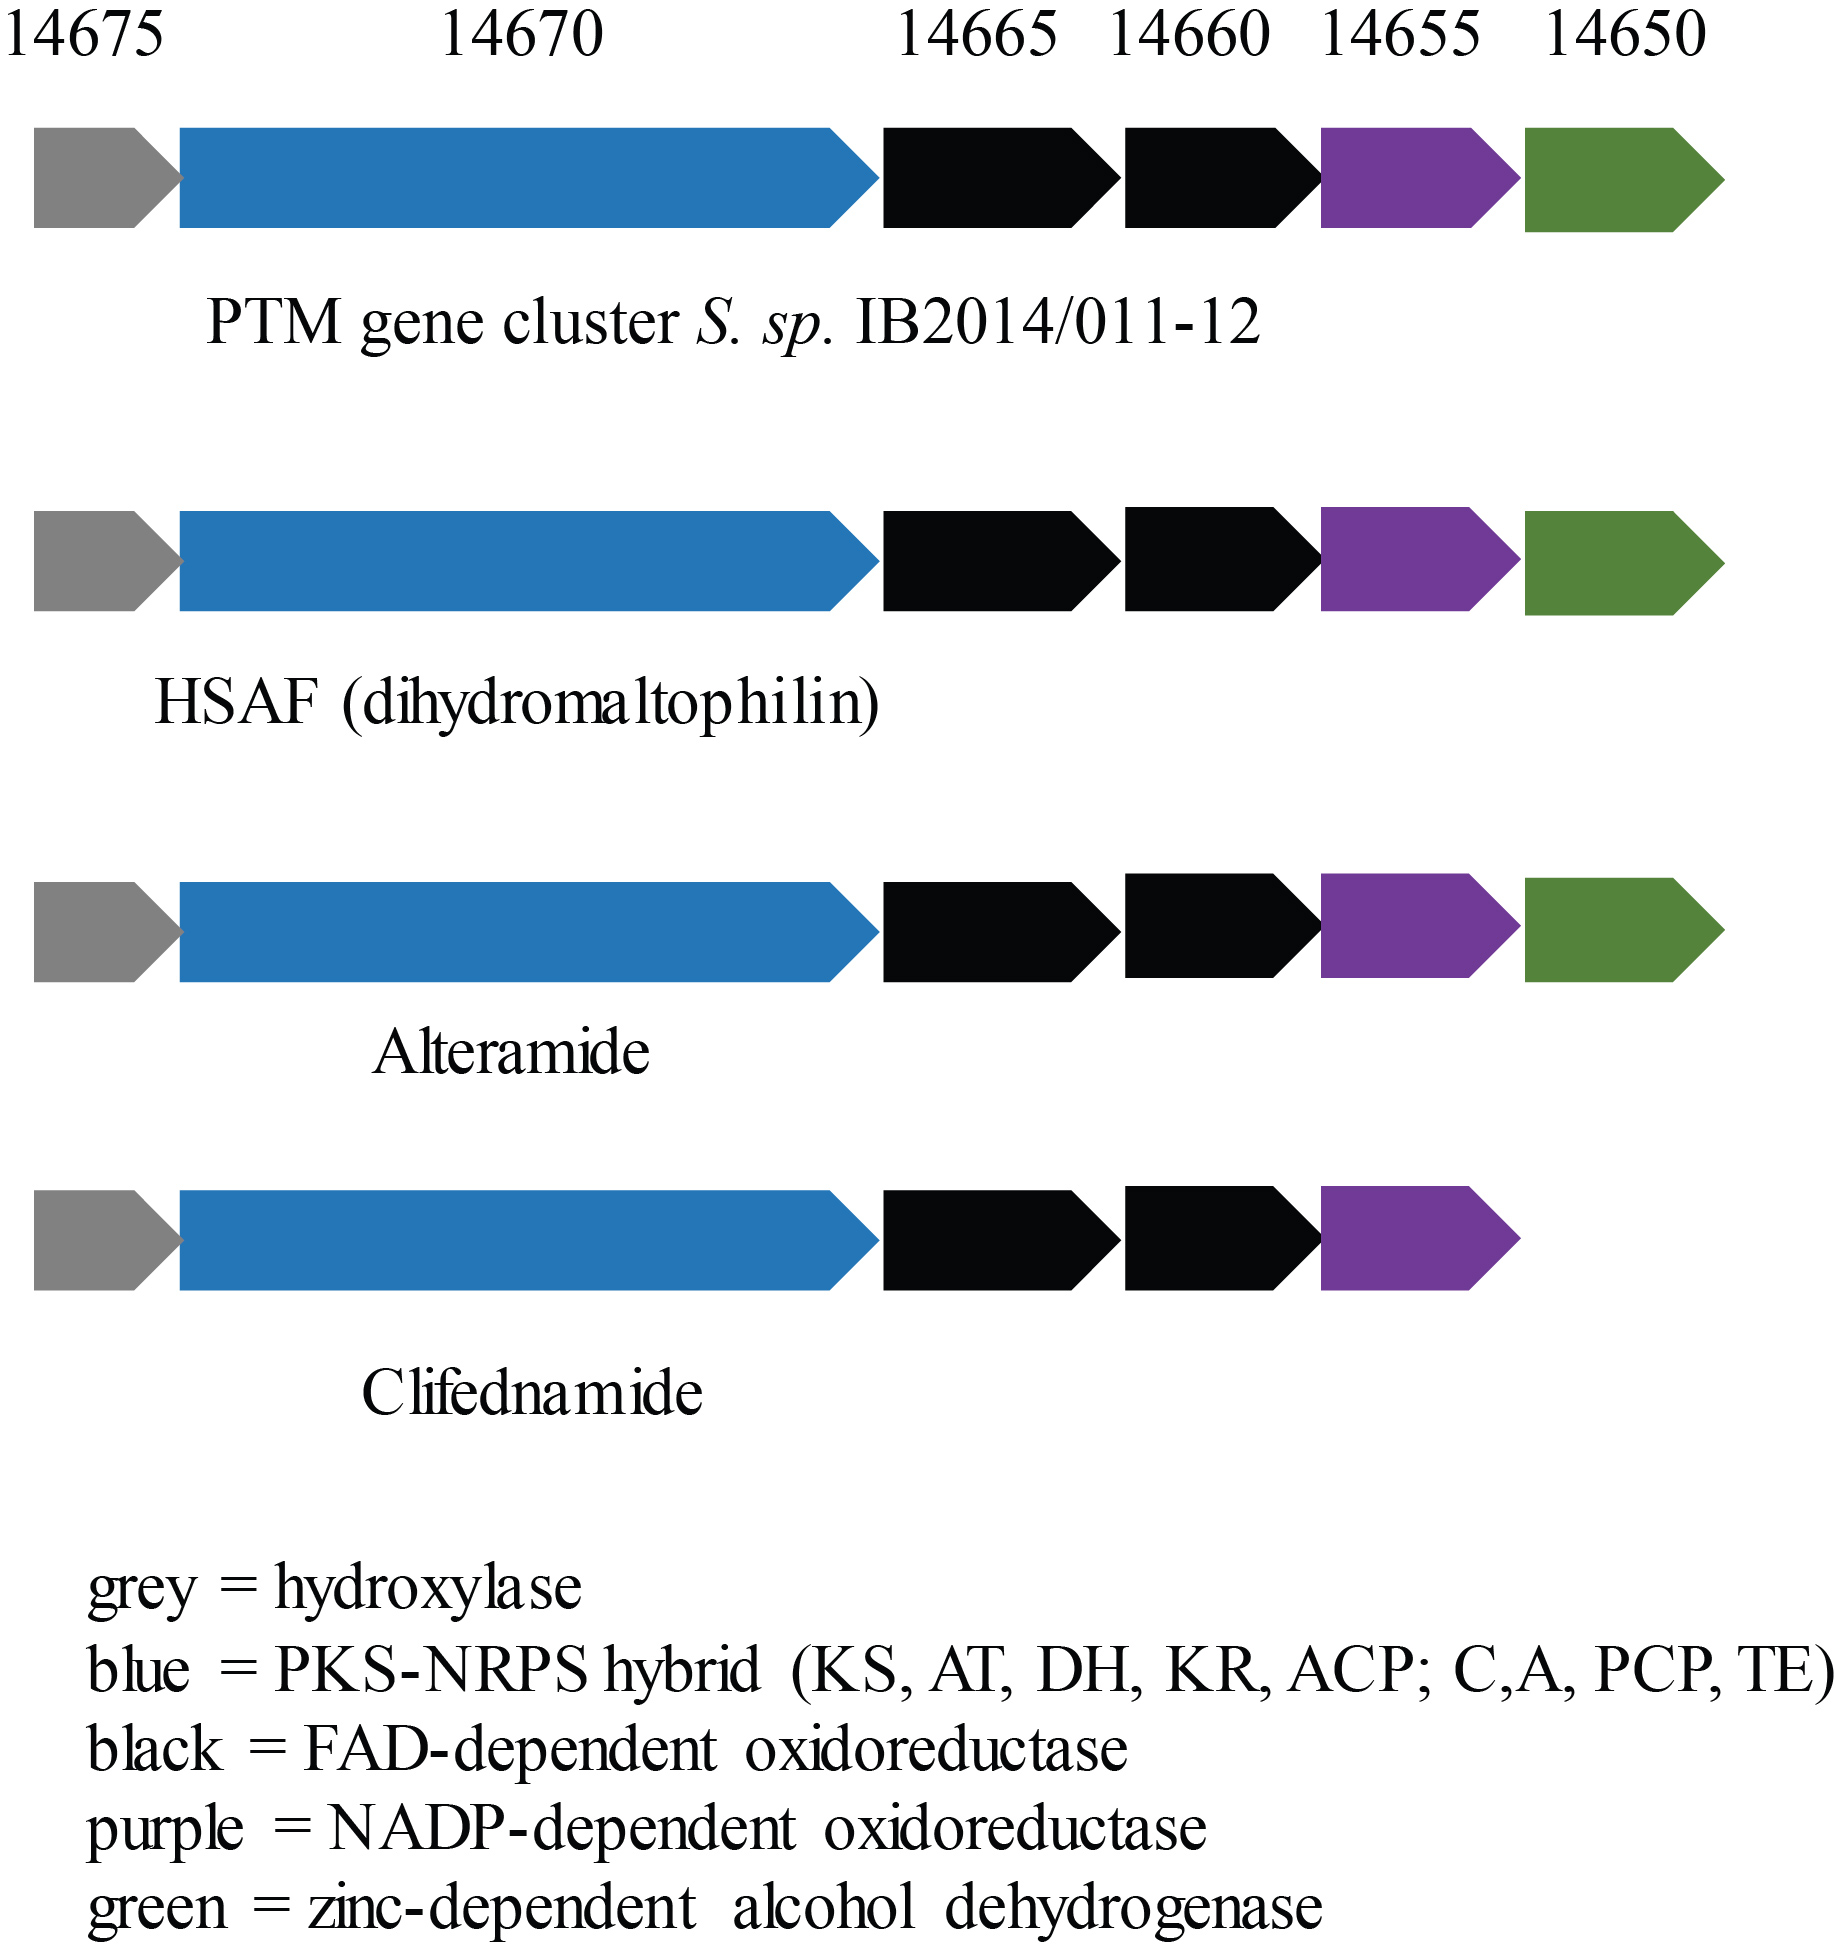 14675 14670 14665 14660 14655 14650
PTM gene cluster S. sp. IB2014/011-12
HSAF (dihydromaltophilin)
Alteramide
Clifednamide
grey = hydroxylase
blue = PKS-NRPS hybrid (KS, AT, DH, KR, ACP; C,A, PCP, TE)
black = FAD-dependent oxidoreductase
purple = NADP-dependent oxidoreductase
green = zinc-dependent alcohol dehydrogenase